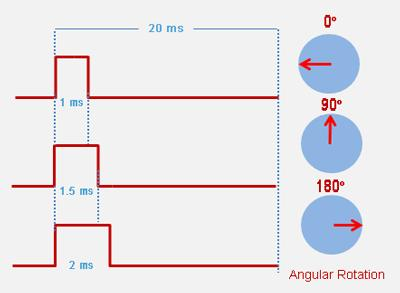 20 ms
0°
1 ms
90°
1.5 ms
180°
2 ms
Angular Rotation